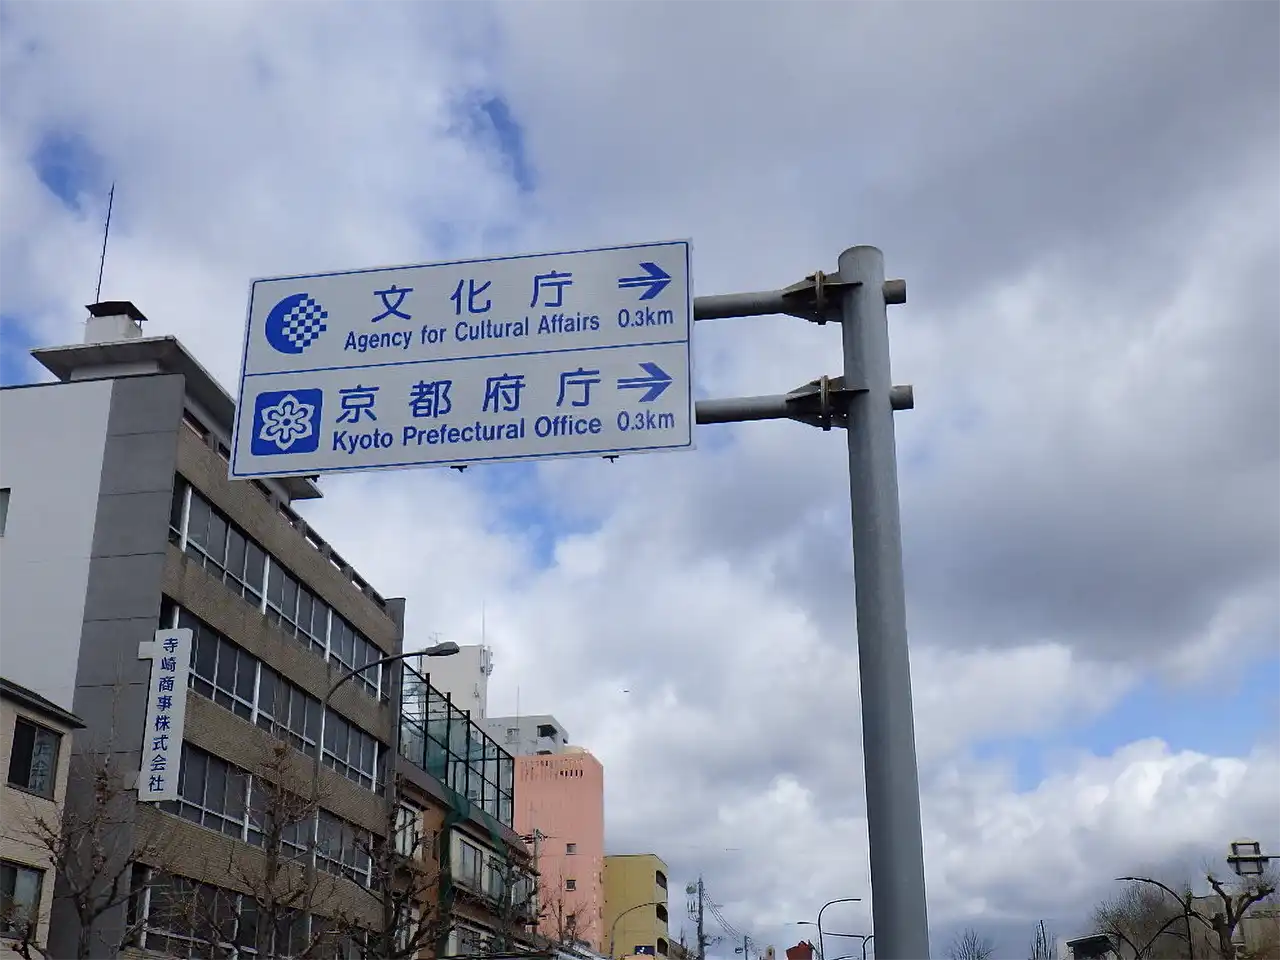 文化庁
Agency for Cultural Affairs 0.3km
京都府庁
Kyoto Prefectural Office 0.3km
寺崎商事株式会社